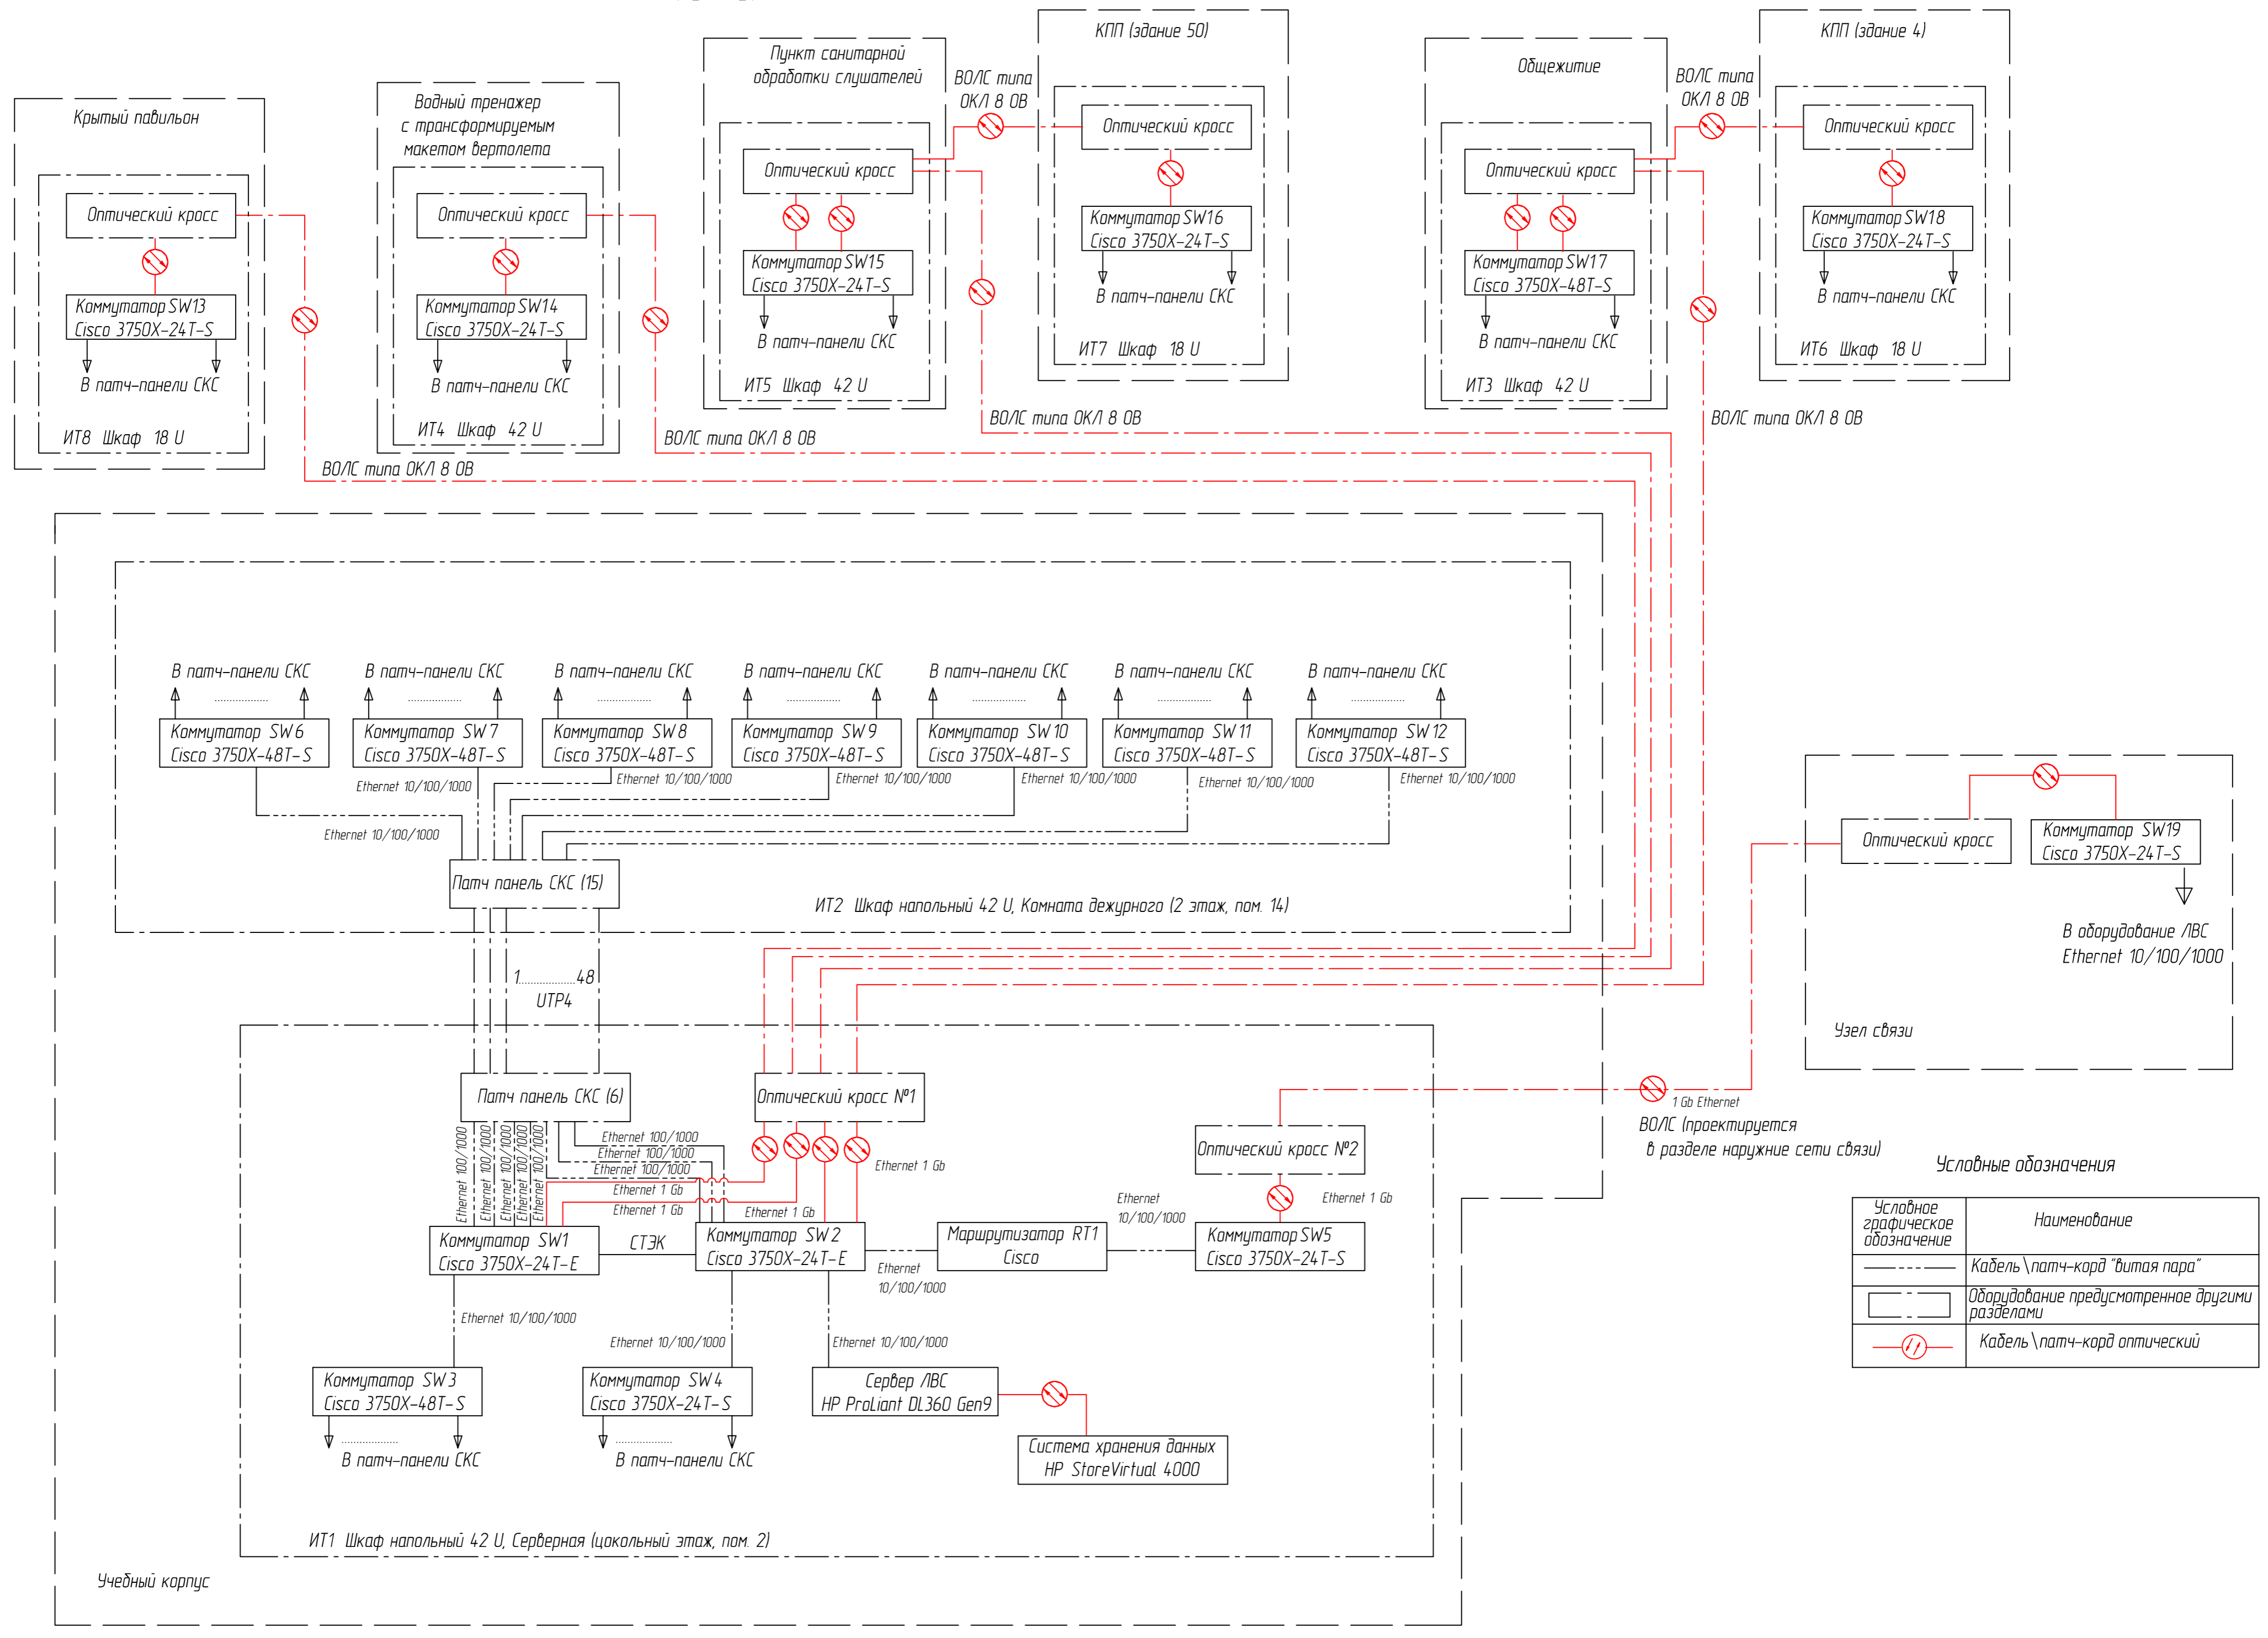 КПП (здание 50)
КПП (здание 4)
Пункт санитарной
обработки слушателей
ВОЛС типа
ОКЛ 8 ОВ
Общежитие
ВОЛС типа
ОКЛ 8 ОВ
Крытый павильон
Водный тренажер
с трансформируемым
макетом вертолета
Оптический кросс
Оптический кросс
Оптический кросс
Оптический кросс
Оптический кросс
Оптический кросс
Коммутатор SW16
Cisco 3750X-24T-S
Коммутатор SW18
Cisco 3750X-24T-S
Коммутатор SW15
Cisco 3750X-24T-S
Коммутатор SW17
Cisco 3750X-48T-S
Коммутатор SW13
Cisco 3750X-24T-S
Коммутатор SW14
Cisco 3750X-24T-S
В патч-панели СКС
В патч-панели СКС
В патч-панели СКС
В патч-панели СКС
ИТ7 Шкаф 18 U
ИТ6 Шкаф 18 U
В патч-панели СКС
В патч-панели СКС
ИТ5 Шкаф 42 U
ИТ3 Шкаф 42 U
ИТ8 Шкаф 18 U
ИТ4 Шкаф 42 U
ВОЛС типа ОКЛ 8 ОВ
ВОЛС типа ОКЛ 8 ОВ
ВОЛС типа ОКЛ 8 ОВ
ВОЛС типа ОКЛ 8 ОВ
В патч-панели СКС
В патч-панели СКС
В патч-панели СКС
В патч-панели СКС
В патч-панели СКС
В патч-панели СКС
В патч-панели СКС
Коммутатор SW6
Cisco 3750X-48T-S
Коммутатор SW7
Cisco 3750X-48T-S
Коммутатор SW8
Cisco 3750X-48T-S
Коммутатор SW9
Cisco 3750X-48T-S
Коммутатор SW10
Cisco 3750X-48T-S
Коммутатор SW11
Cisco 3750X-48T-S
Коммутатор SW12
Cisco 3750X-48T-S
Ethernet 10/100/1000
Ethernet 10/100/1000
Ethernet 10/100/1000
Ethernet 10/100/1000
Ethernet 10/100/1000
Ethernet 10/100/1000
Ethernet 10/100/1000
Патч панель СКС (15)
ИТ2 Шкаф напольный 42 U, Комната дежурного (2 этаж, пом. 14)
Оптический кросс
Коммутатор SW19
Cisco 3750X-24T-S
В оборудование ЛВС
Ethernet 10/100/1000
Узел связи
1..................48
UTP4
Патч панель СКС (6)
Оптический кросс №1
Оптический кросс №2
1 Gb Ethernet
ВОЛС (проектируется
в разделе наружние сети связи)
Ethernet 100/1000
Ethernet 100/1000
Ethernet 100/1000
Ethernet 100/1000
Ethernet 100/1000
Ethernet 100/1000
Ethernet 100/1000
Ethernet 100/1000
Ethernet 1 Gb
Ethernet 1 Gb
Ethernet 1 Gb
Ethernet 1 Gb
Ethernet 1 Gb
Ethernet
10/100/1000
Коммутатор SW1
Cisco 3750X-24T-E
СТЭК
Коммутатор SW2
Cisco 3750X-24T-E
Маршрутизатор RT1
Cisco
Коммутатор SW5
Cisco 3750X-24T-S
Ethernet
10/100/1000
Ethernet 10/100/1000
Ethernet 10/100/1000
Ethernet 10/100/1000
Коммутатор SW3
Cisco 3750X-48T-S
Коммутатор SW4
Cisco 3750X-24T-S
Сервер ЛВС
HP ProLiant DL360 Gen9
В патч-панели СКС
В патч-панели СКС
Система хранения данных
HP StoreVirtual 4000
ИТ1 Шкаф напольный 42 U, Серверная (цокольный этаж, пом. 2)
Учебный корпус
Условные обозначения
Условное
графическое
обозначение
Наименование
Кабель\патч-корд "витая пара"
Оборудование предусмотренное другими
разделами
Кабель\патч-корд оптический